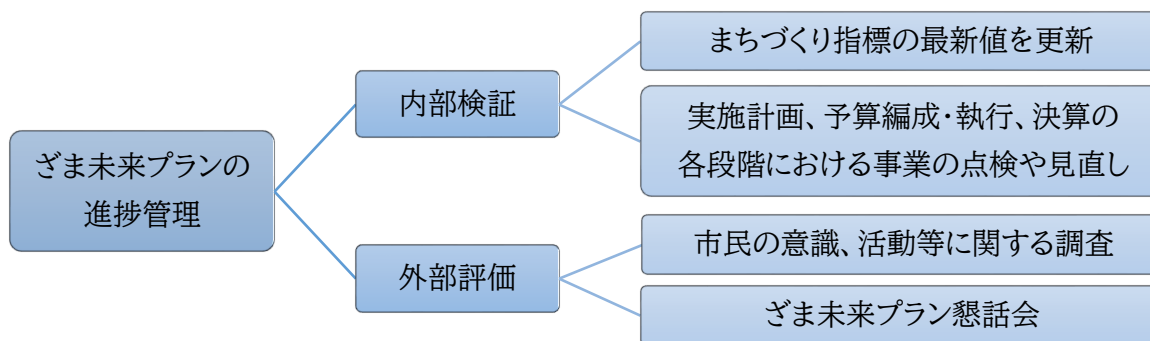 ざま未来プランの
進捗管理
内部検証
まちづくり指標の最新値を更新
実施計画、予算編成・執行、決算の
各段階における事業の点検や見直し
外部評価
市民の意識、活動等に関する調査
ざま未来プラン懇話会